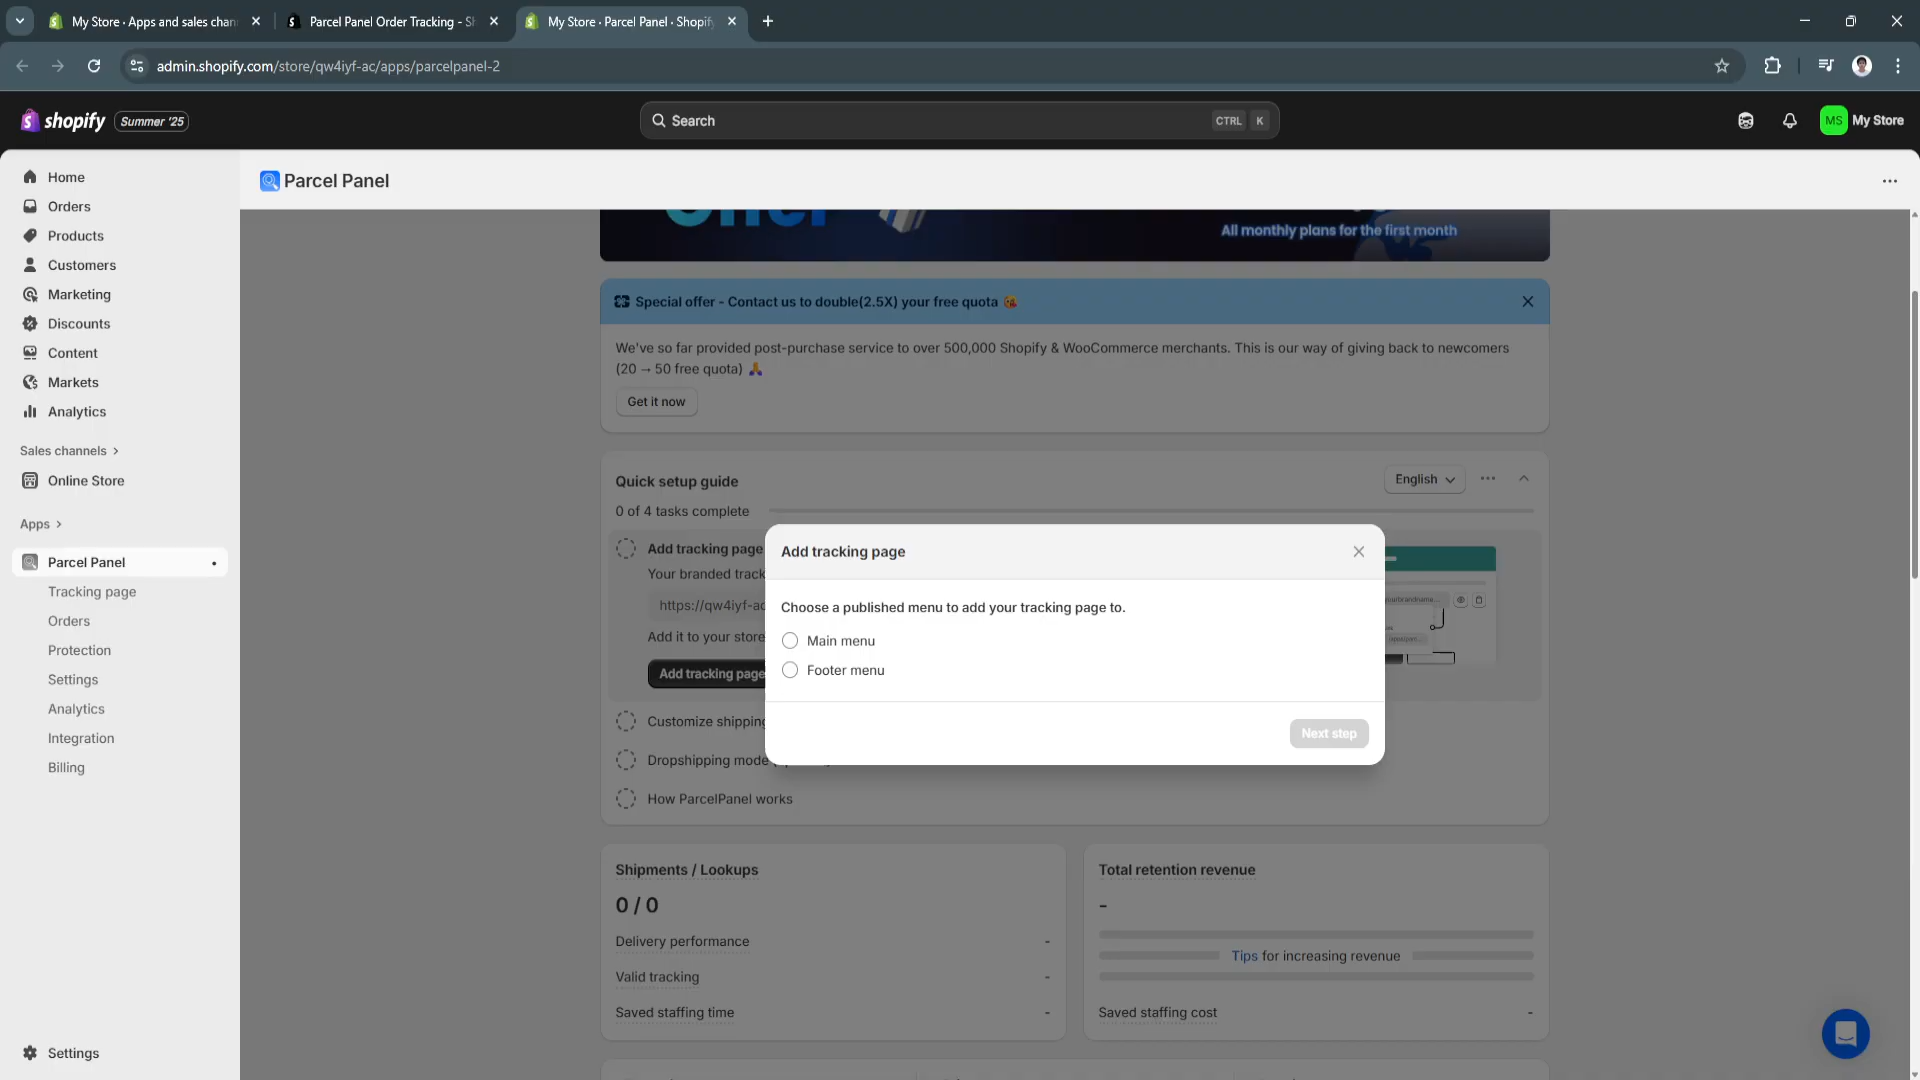 My Store · Apps and sales chan
Parcel Panel Order Tracking - S
My Store · Parcel Panel · Shopify
admin.shopify.com/store/qw4iyf-ac/apps/parcelpanel-2
shopify
Summer '25
Search
CTRL K
MS My Store
Home
Orders
Products
Customers
Marketing
Discounts
Content
Markets
Analytics
Sales channels
Online Store
Apps
Parcel Panel
Tracking page
Orders
Protection
Settings
Analytics
Integration
Billing
Settings
Parcel Panel
Offer
All monthly plans for the first month
Special offer - Contact us to double(2.5X) your free quota
We've so far provided post-purchase service to over 500,000 Shopify & WooCommerce merchants. This is our way of giving back to newcomers
(20 → 50 free quota)
Get it now
Quick setup guide
English
0 of 4 tasks complete
Add tracking page
Your branded track
https://qw4iyf-ac
Add it to your store
Add tracking page
Customize shipping
Dropshipping mode
How ParcelPanel works
Add tracking page
Choose a published menu to add your tracking page to.
Main menu
Footer menu
Next step
Shipments / Lookups
0 / 0
Delivery performance -
Valid tracking -
Saved staffing time -
Total retention revenue
-
Tips for increasing revenue
Saved staffing cost -